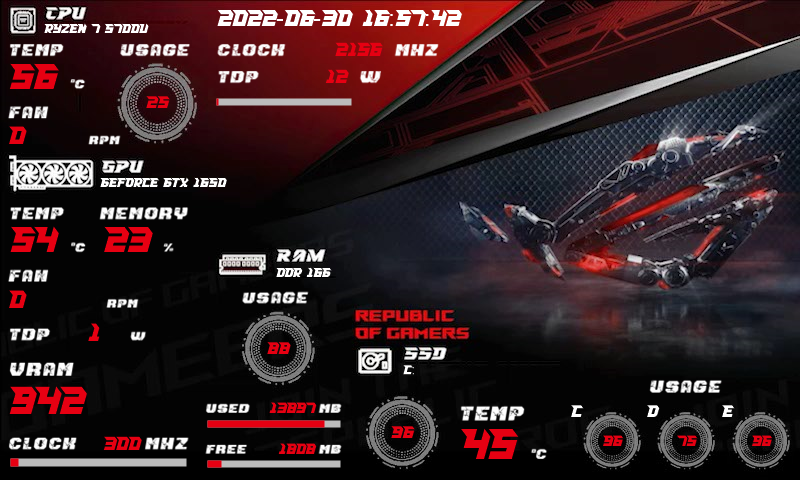 CPU
RYZEN 7 5700U
2022-06-30 16:57:42
TEMP
USAGE
CLOCK 2156 MHZ
56 °C
25
TDP 12 W
FAN
0 RPM
GPU
GEFORCE GTX 1650
TEMP
MEMORY
54 °C
23 %
FAN
0 RPM
TDP 1 W
VRAM
942
CLOCK 300 MHZ
RAM
DDR 166
USAGE
88
USED 13897 MB
FREE 1808 MB
REPUBLIC
OF GAMERS
SSD
C:
96
TEMP
45 °C
USAGE
C D E
96 75 96